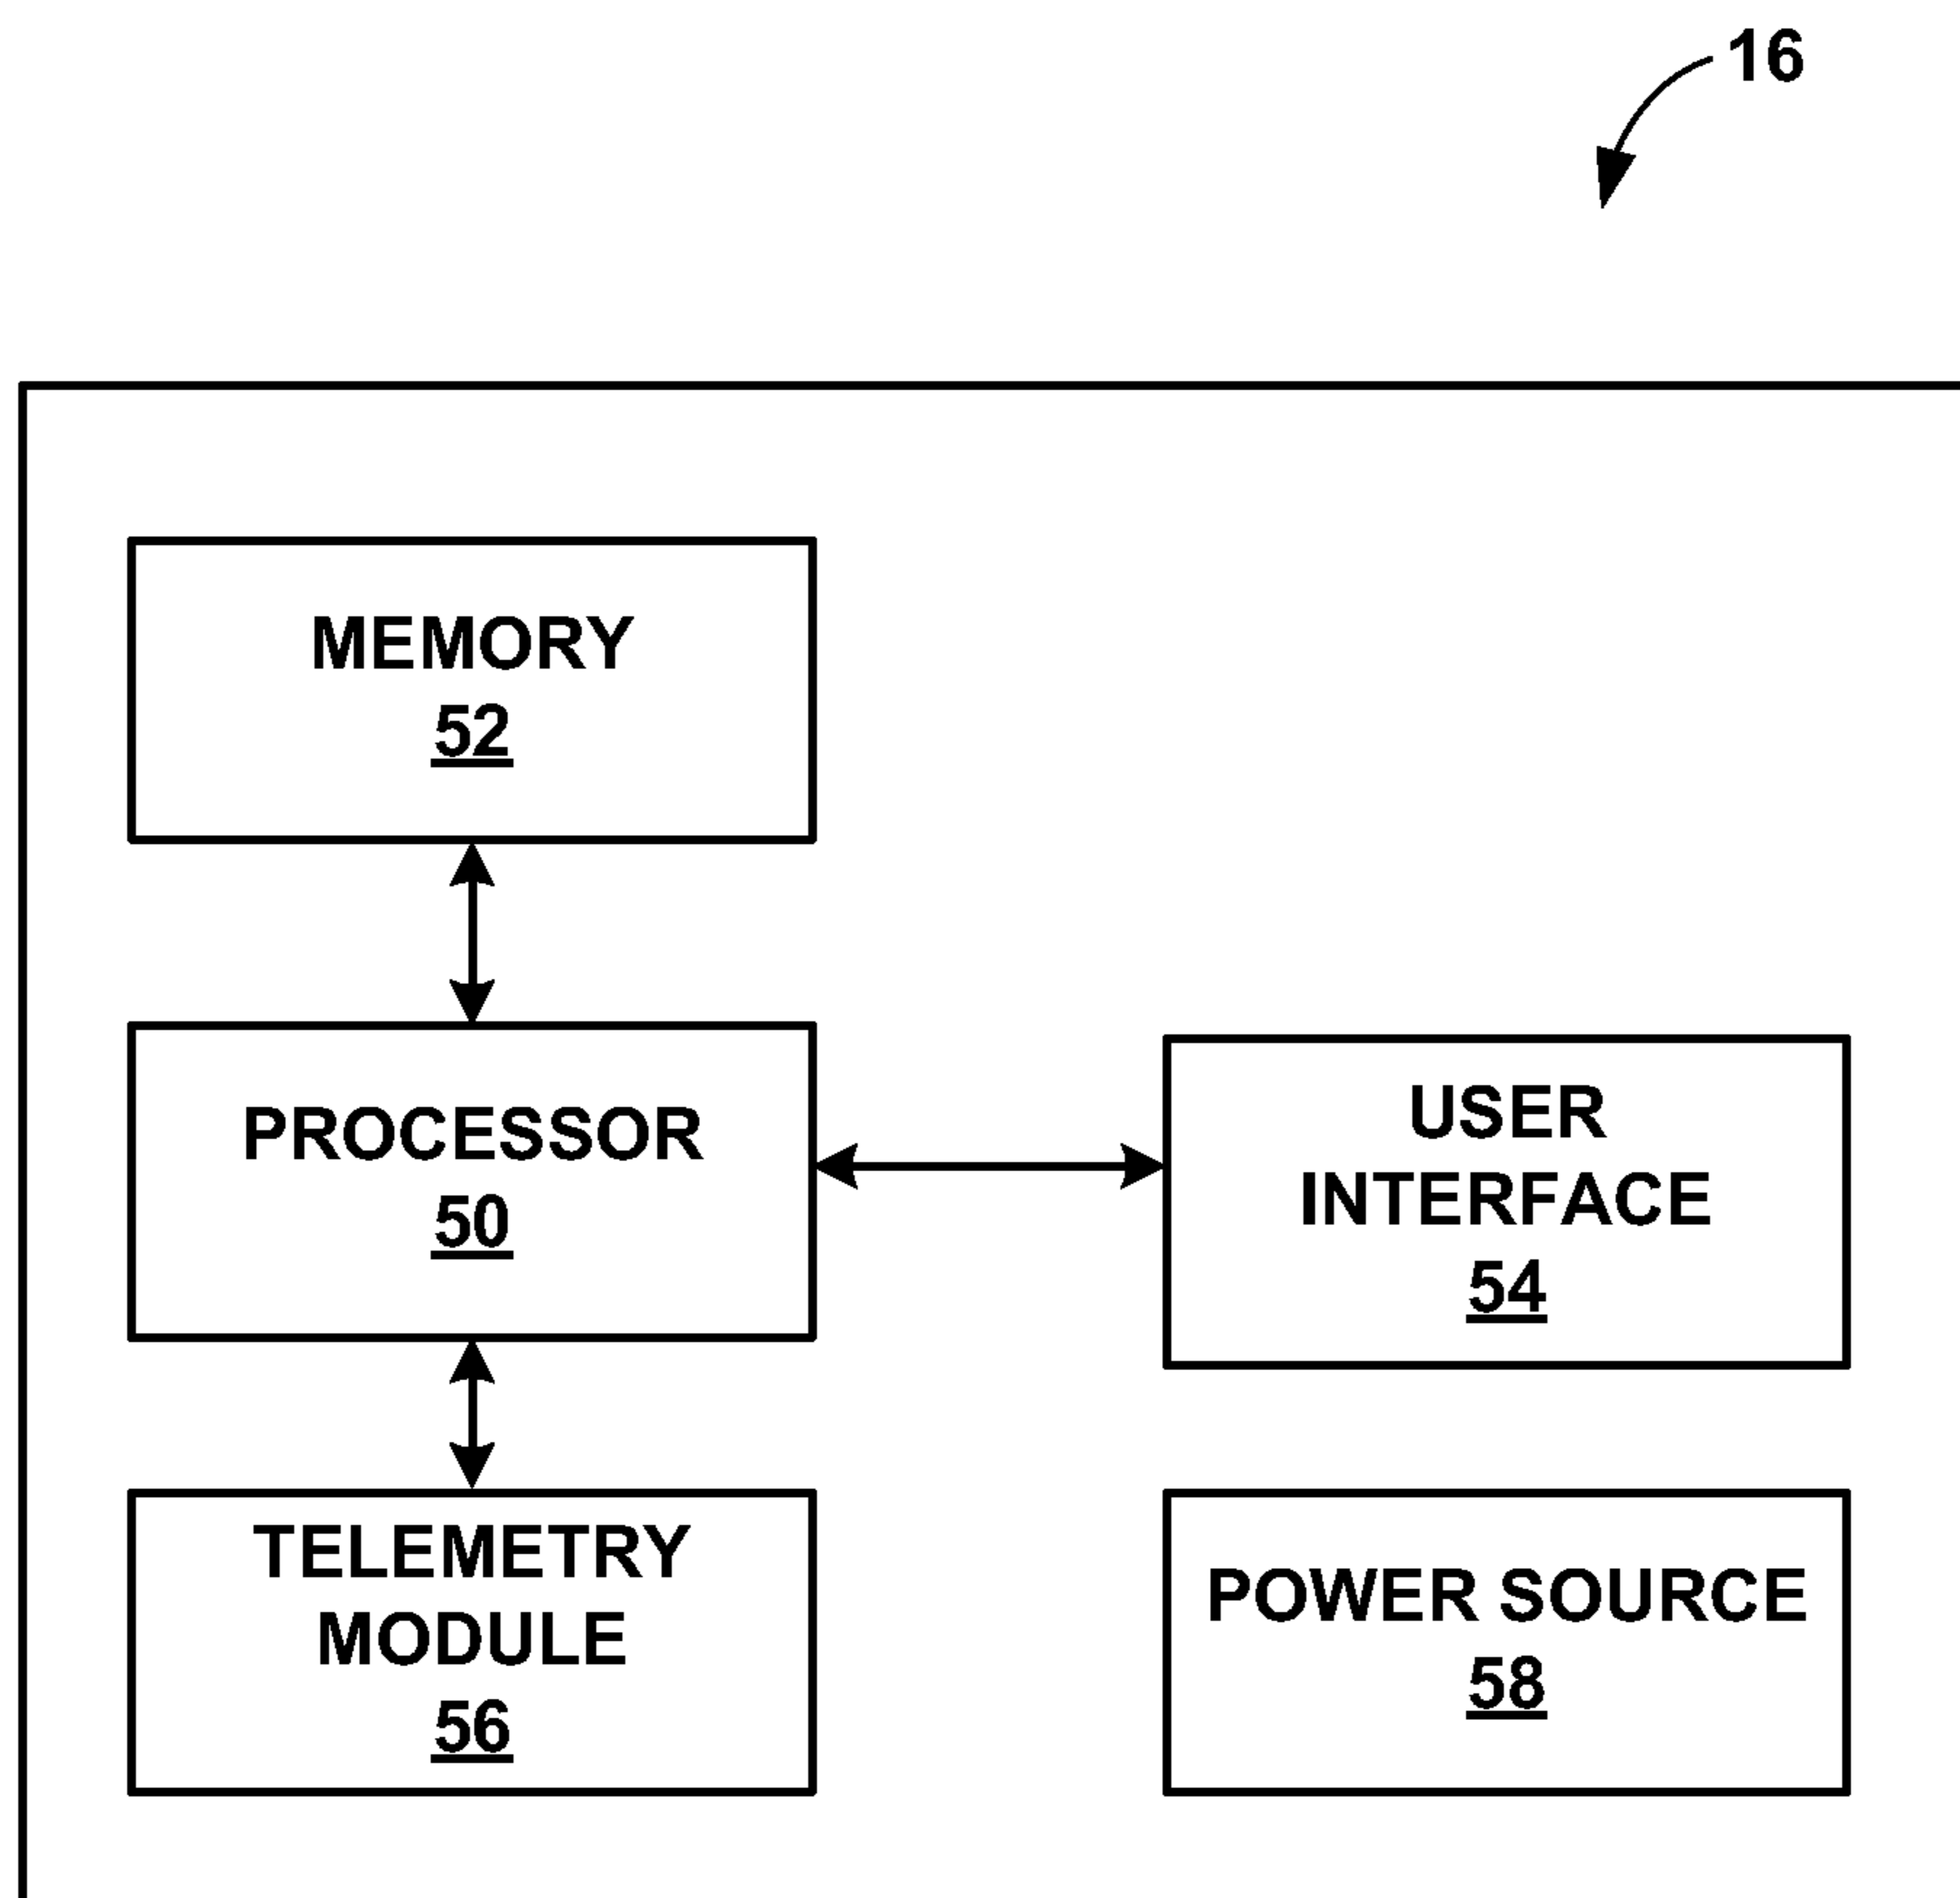 16
MEMORY
52
PROCESSOR
50
USER
INTERFACE
54
TELEMETRY
MODULE
56
POWER SOURCE
58